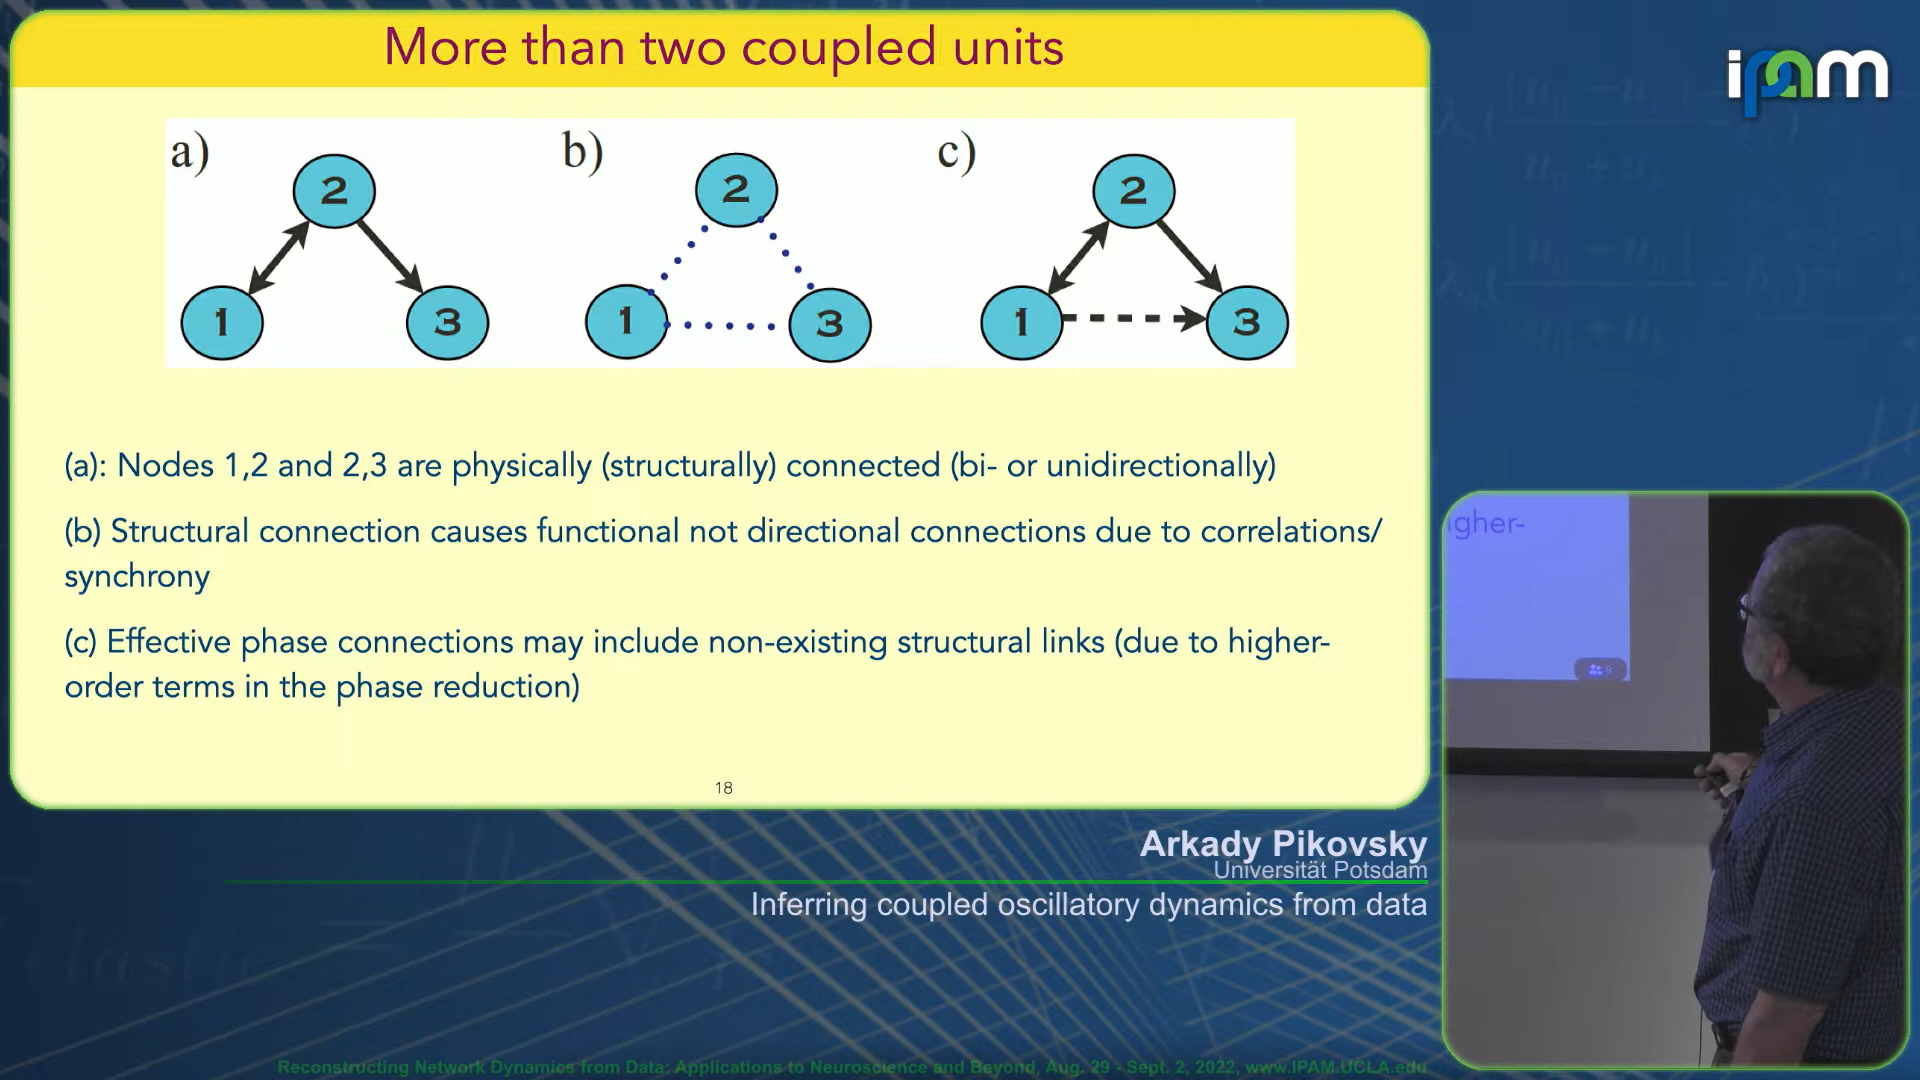 More than two coupled units
ipam
a)
b)
c)
2
1
3
2
1
3
2
1
3
(a): Nodes 1,2 and 2,3 are physically (structurally) connected (bi- or unidirectionally)
(b) Structural connection causes functional not directional connections due to correlations/
synchrony
(c) Effective phase connections may include non-existing structural links (due to higher-
order terms in the phase reduction)
18
igher-
9
Arkady Pikovsky
Universität Potsdam
Inferring coupled oscillatory dynamics from data
Reconstructing Network Dynamics from Data: Applications to Neuroscience and Beyond, Aug. 29 - Sept. 2, 2022, www.IPAM.UCLA.edu